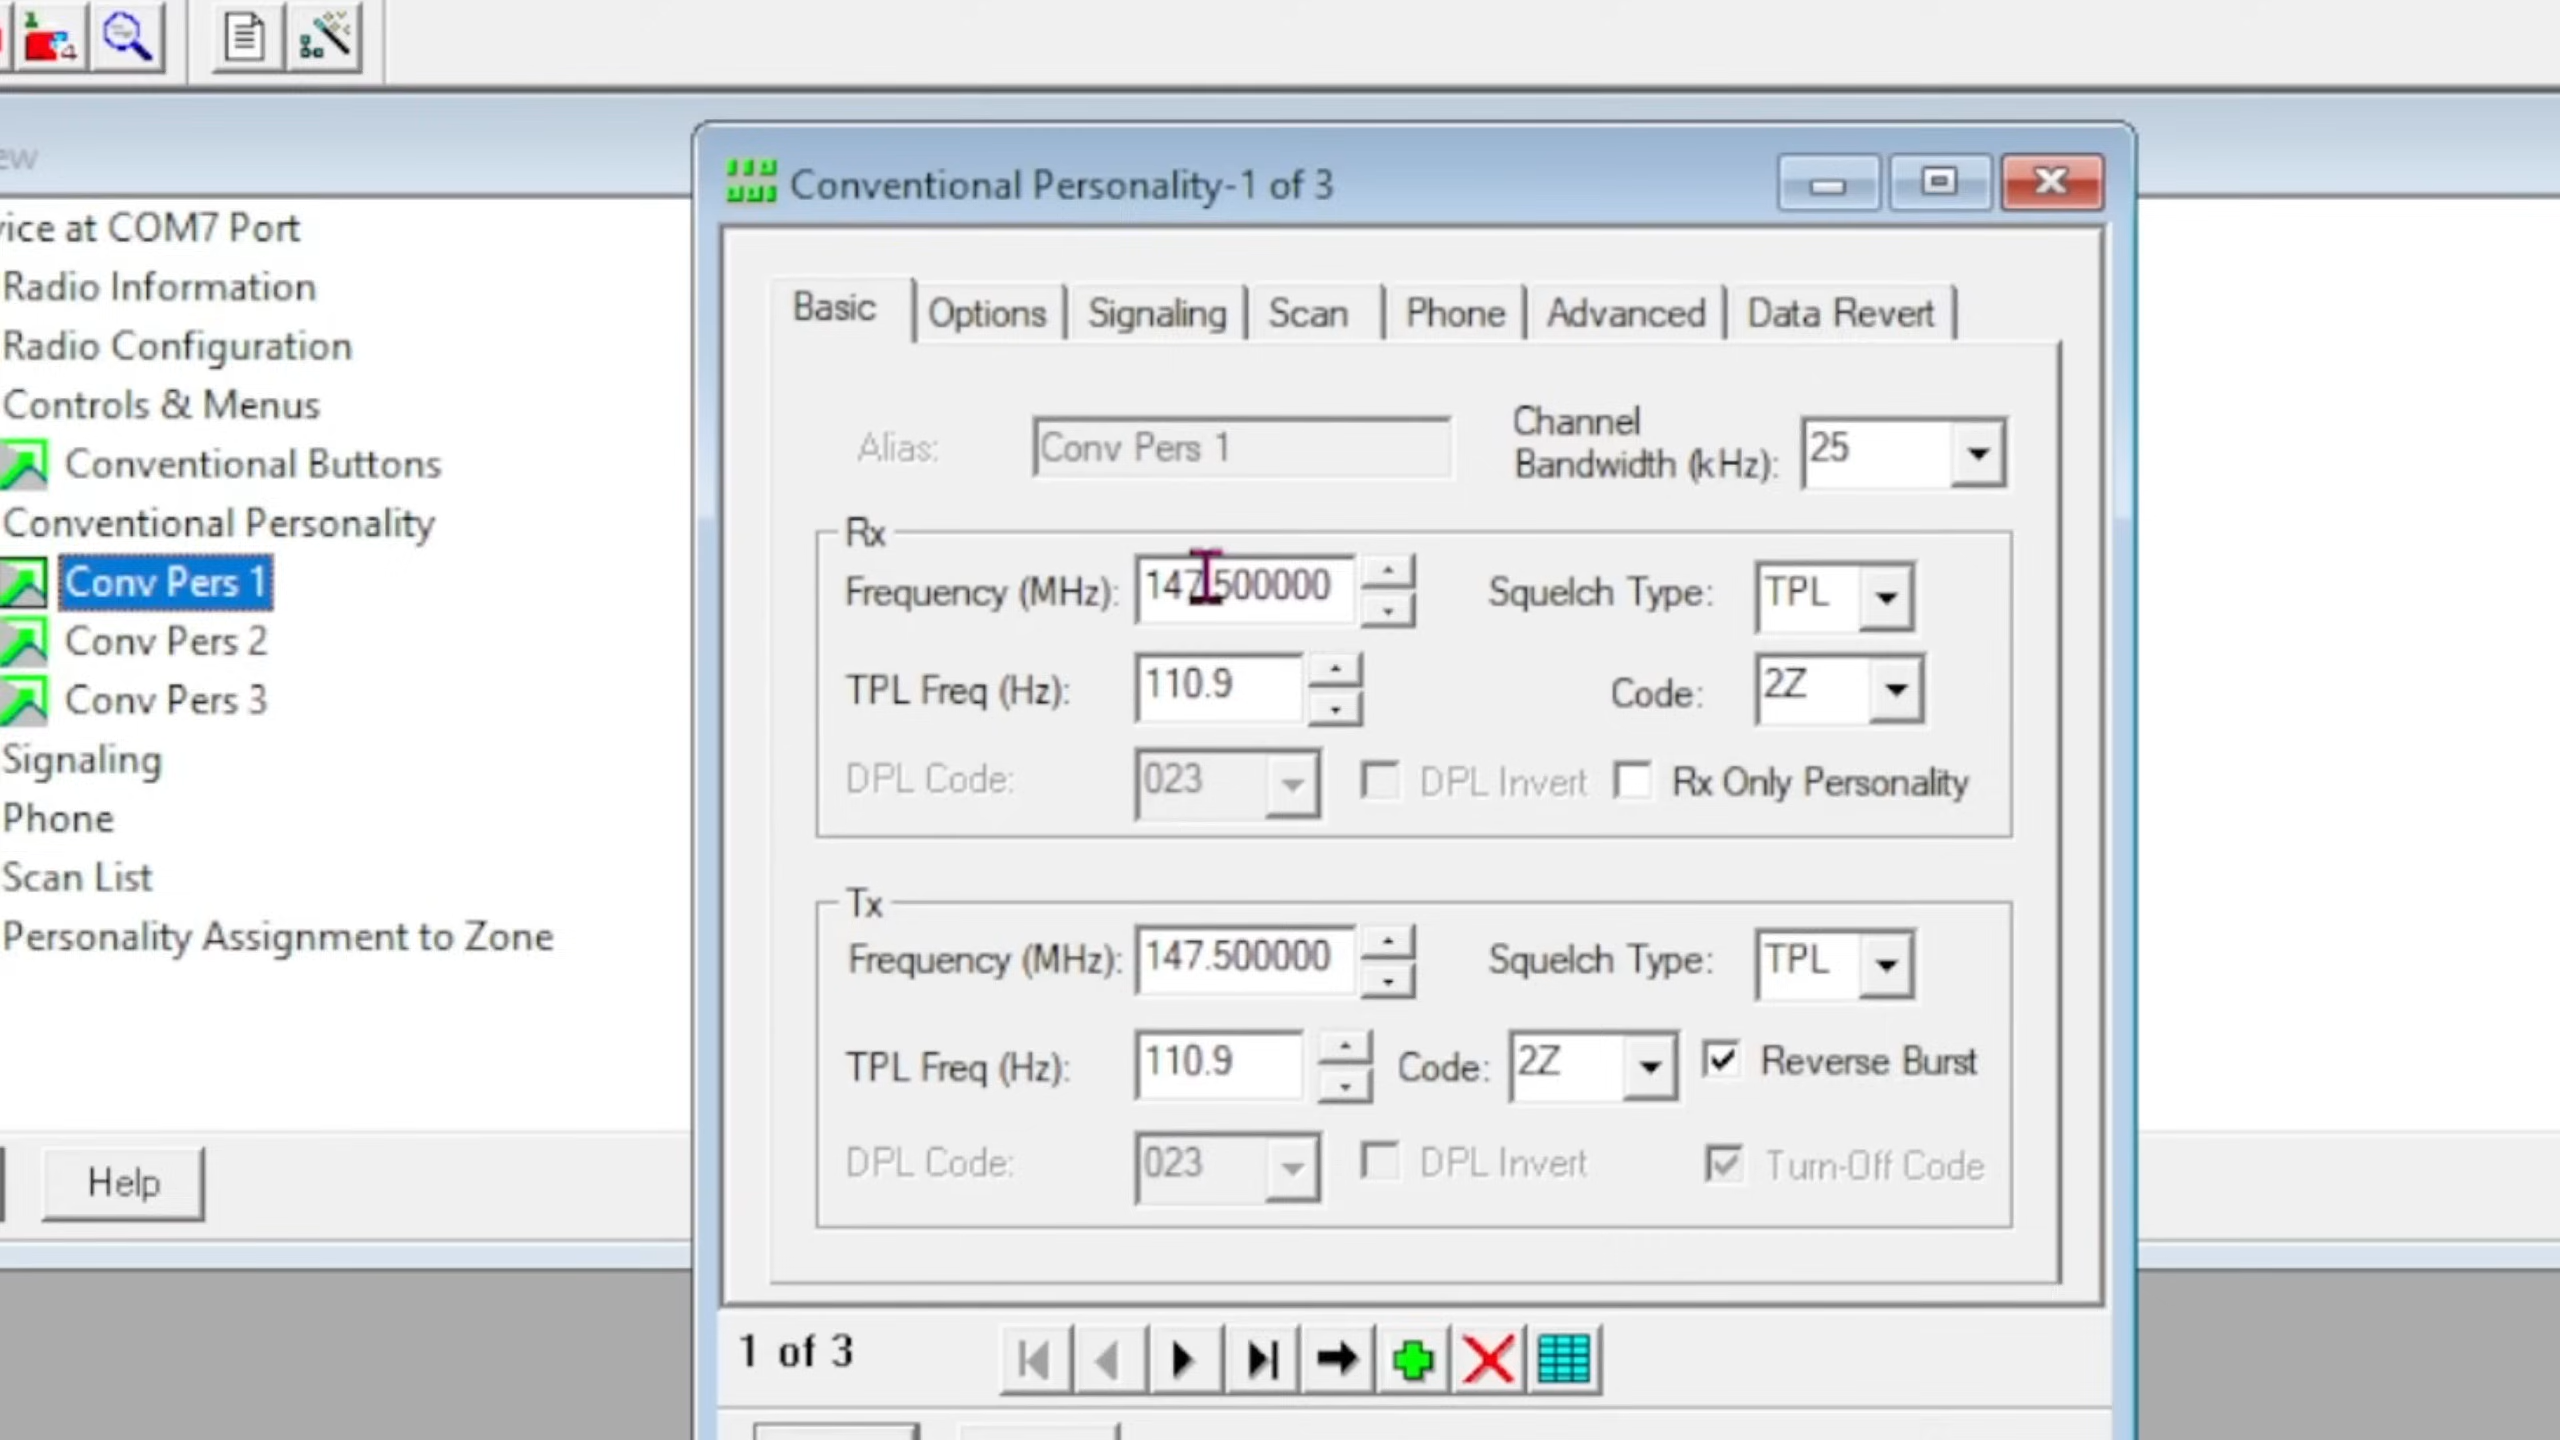 ew
ice at COM7 Port
Radio Information
Radio Configuration
Controls & Menus
Conventional Buttons
Conventional Personality
Conv Pers 1
Conv Pers 2
Conv Pers 3
Signaling
Phone
Scan List
Personality Assignment to Zone
Help
Conventional Personality-1 of 3
Basic Options Signaling Scan Phone Advanced Data Revert
Alias: Conv Pers 1 Channel
Bandwidth (kHz): 25
Rx
Frequency (MHz): 147.500000 Squelch Type: TPL
TPL Freq (Hz): 110.9 Code: 2Z
DPL Code: 023 DPL Invert Rx Only Personality
Tx
Frequency (MHz): 147.500000 Squelch Type: TPL
TPL Freq (Hz): 110.9 Code: 2Z Reverse Burst
DPL Code: 023 DPL Invert Turn-Off Code
1 of 3